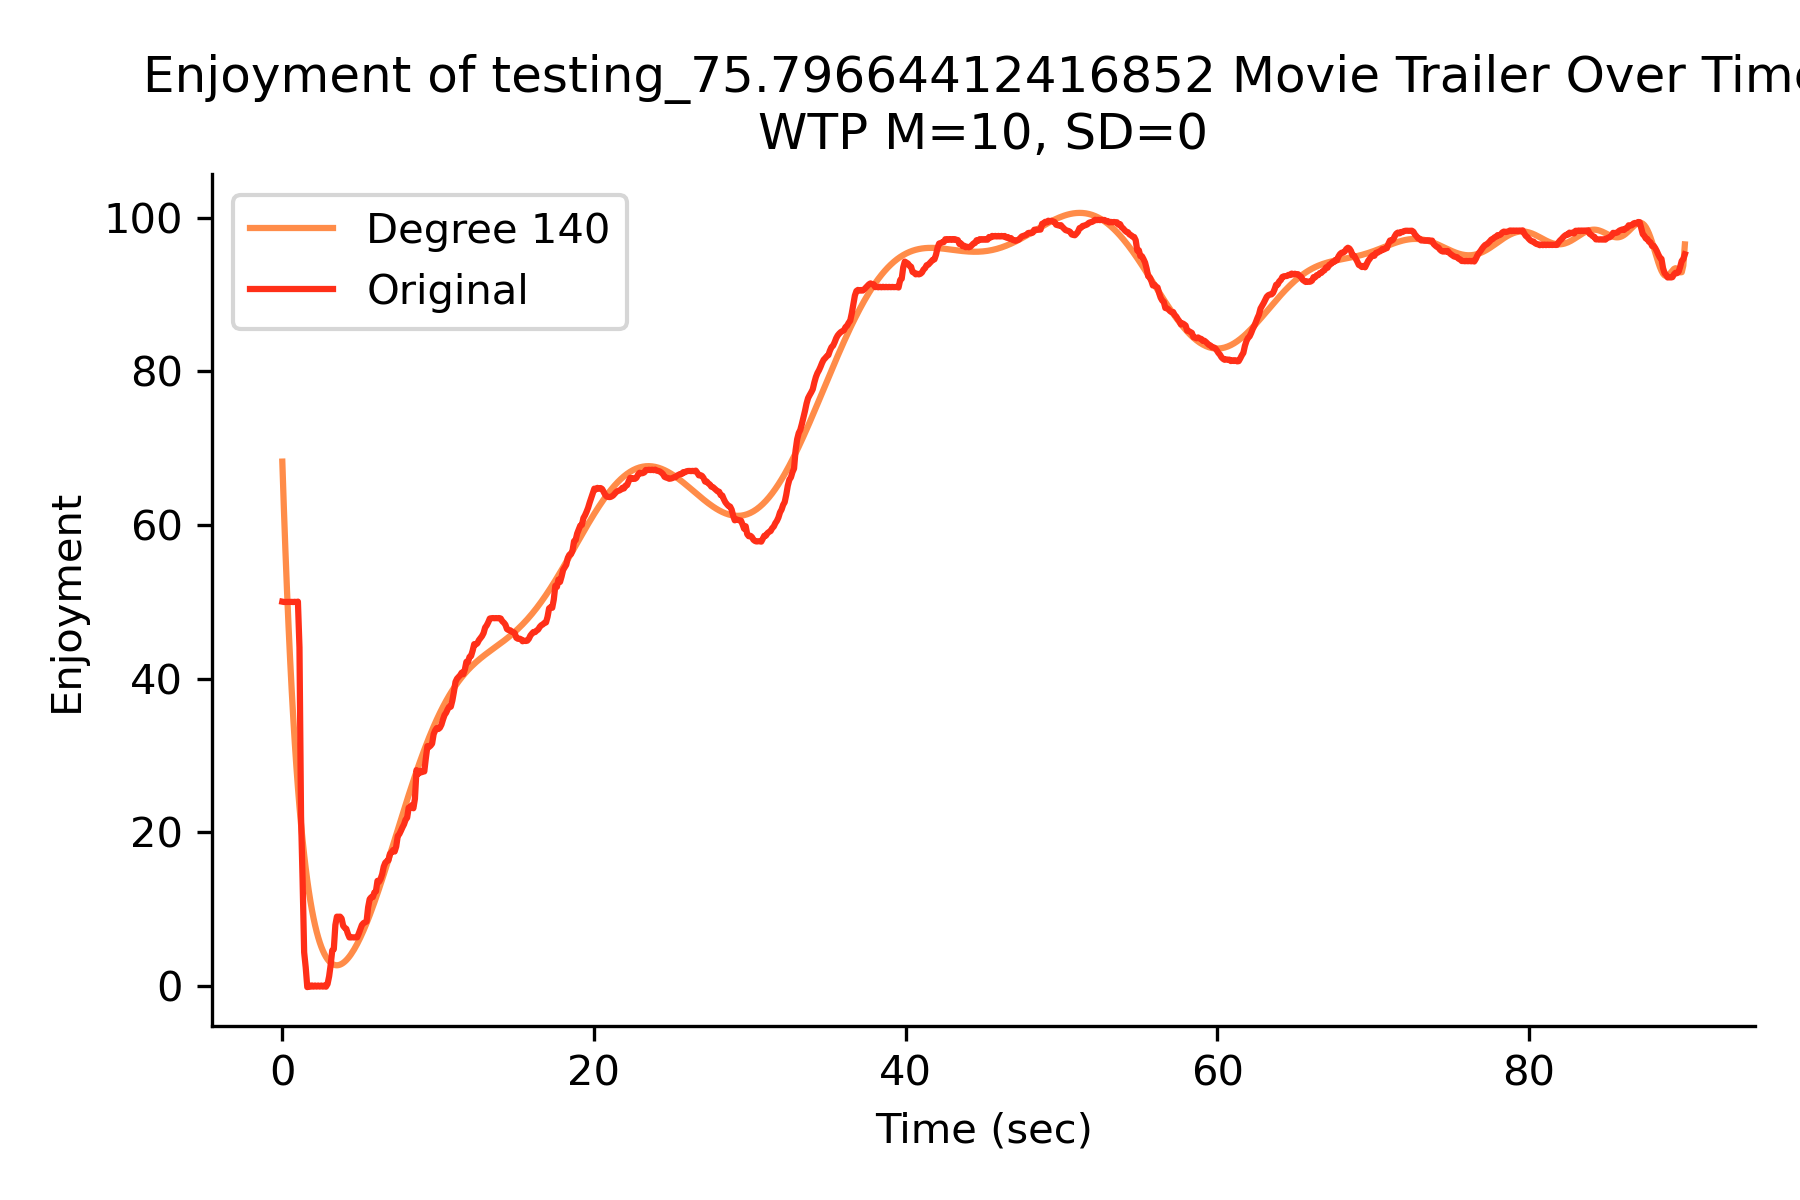 Enjoyment of testing_75.79664412416852 Movie Trailer Over Time
WTP M=10, SD=0
Degree 140
Original
100
80
60
40
20
0
Enjoyment
0 20 40 60 80
Time (sec)